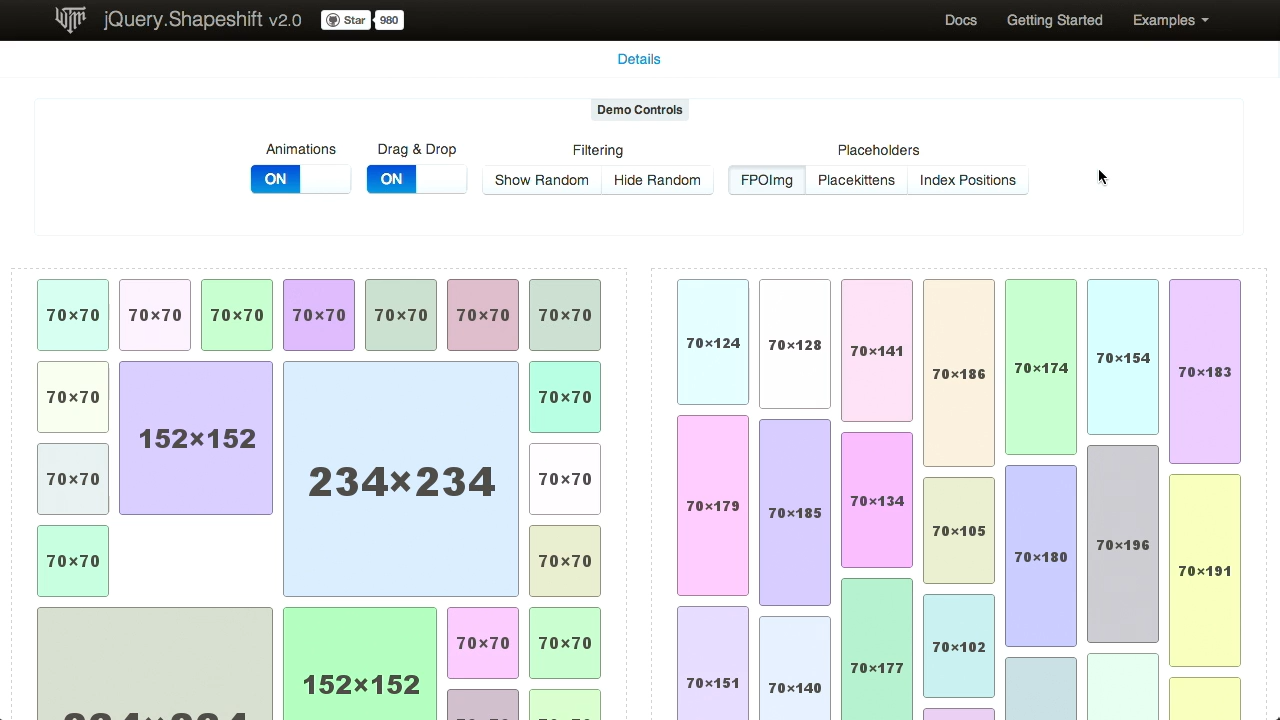 jQuery.Shapeshift v2.0 Star 980 Docs Getting Started Examples
Details
Demo Controls
Animations Drag & Drop Filtering Placeholders
ON ON Show Random Hide Random FPOImg Placekittens Index Positions
70×70 70×70 70×70 70×70 70×70 70×70 70×70
70×70 152×152 234×234 70×70
70×70 70×70
70×70 70×70
152×152 70×70 70×70
70×124 70×128 70×141 70×186 70×174 70×154 70×183
70×179 70×185 70×134 70×105 70×180 70×196 70×191
70×151 70×140 70×177 70×102